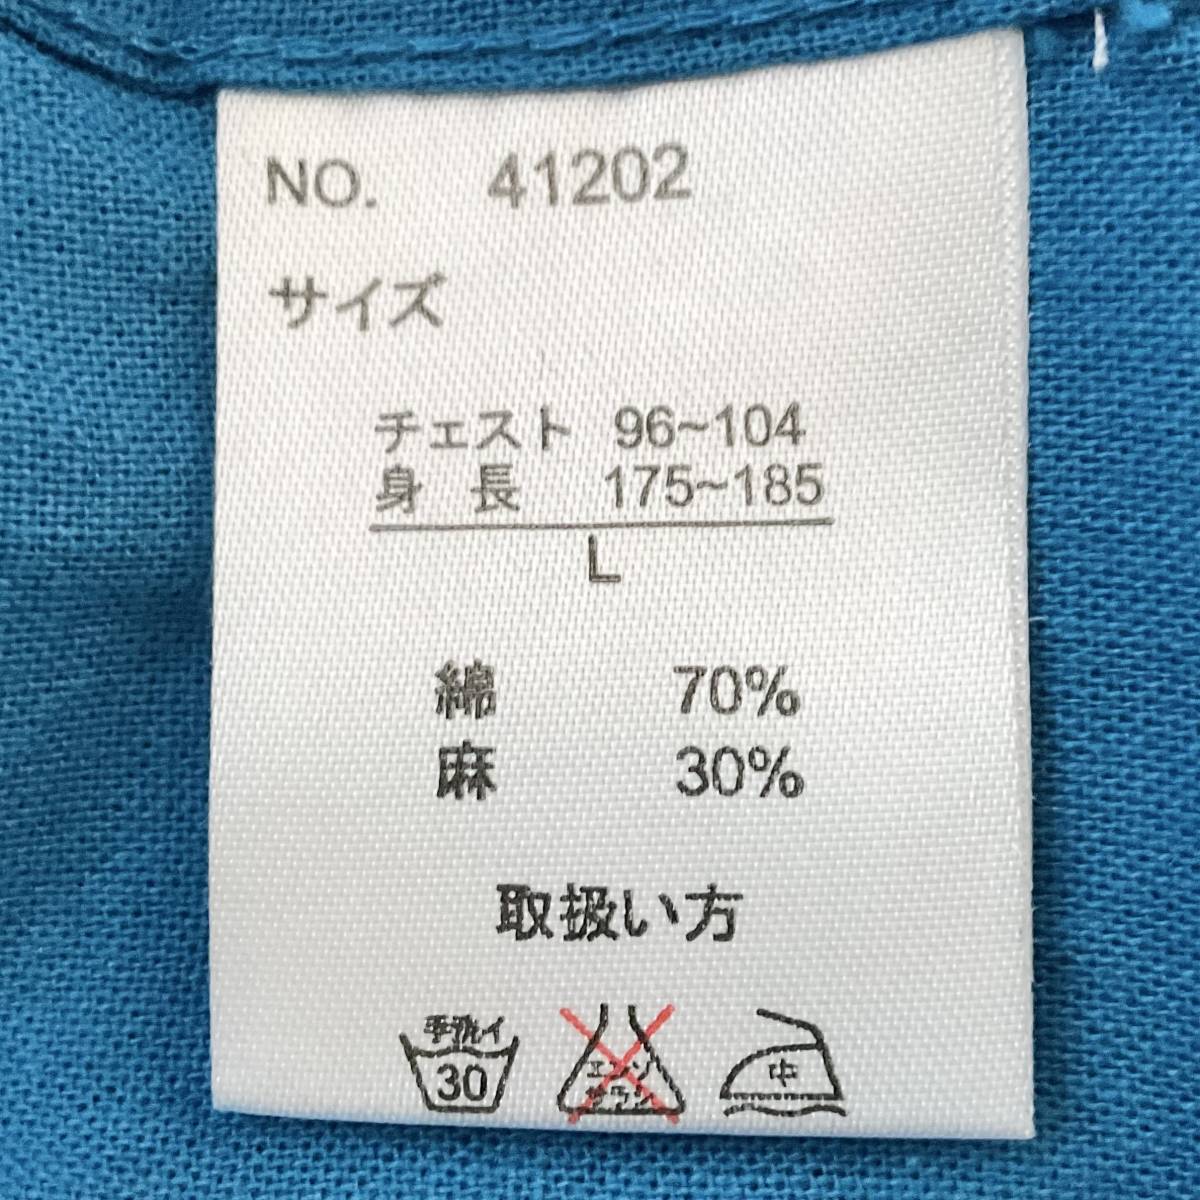 NO. 41202
サイズ
チェスト 96~104
身長 175~185
L
綿 70%
麻 30%
取扱い方
手洗イ
30
エンソ
サラシ
中